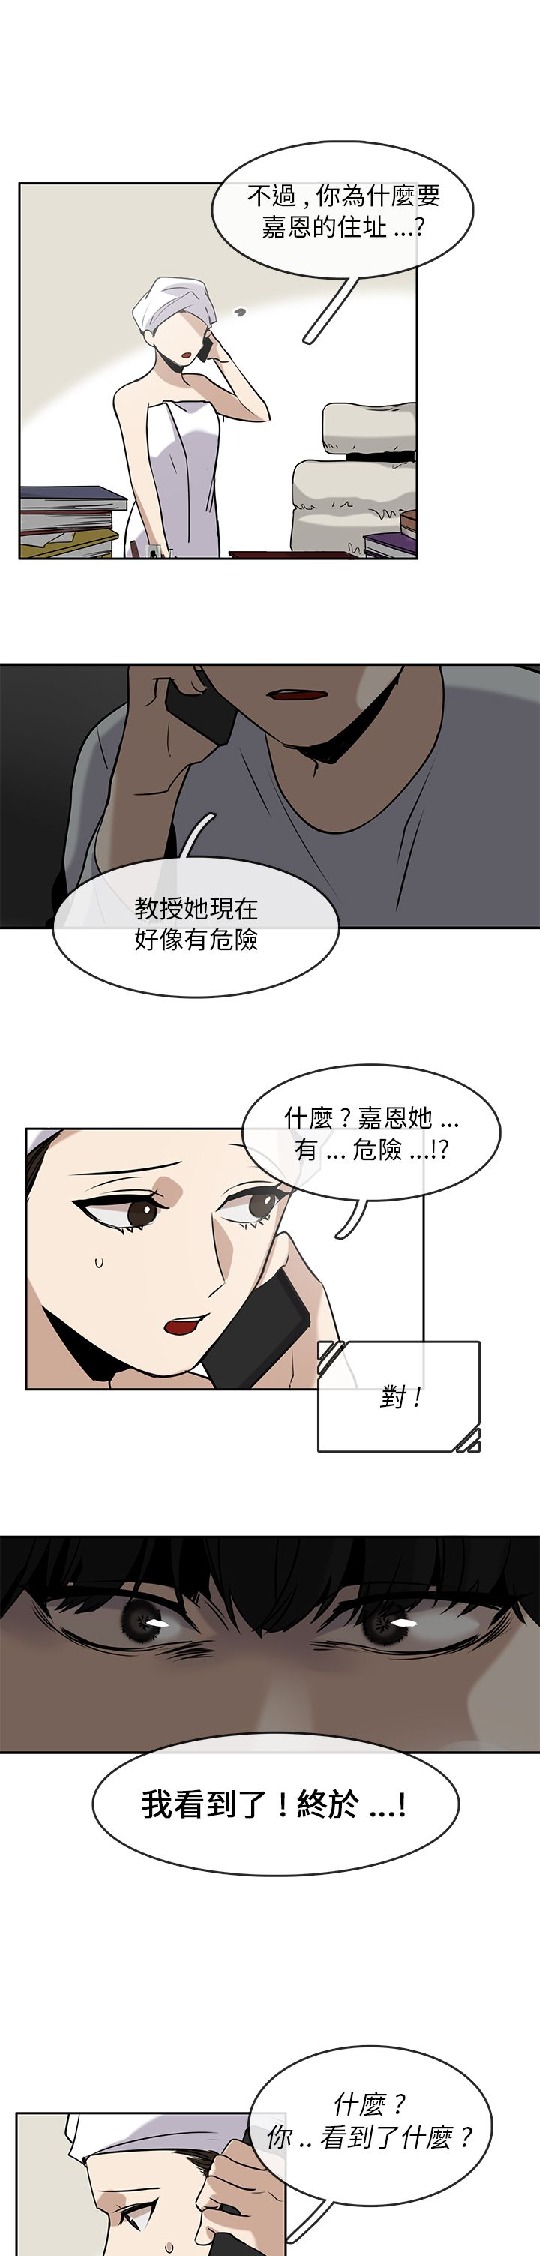 不過，你為什麼要
嘉恩的住址...?
教授她現在
好像有危險
什麼？嘉恩她...
有...危險...!?
對！
我看到了！終於...!
什麼？
你..看到了什麼？